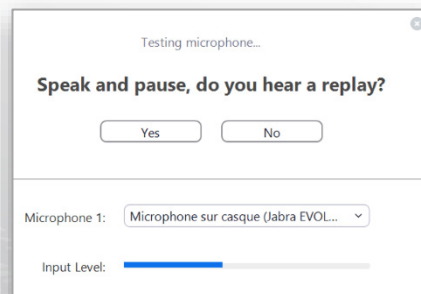 Testing microphone...
Speak and pause, do you hear a replay?
Yes No
Microphone 1: Microphone sur casque (Jabra EVOL...
Input Level: